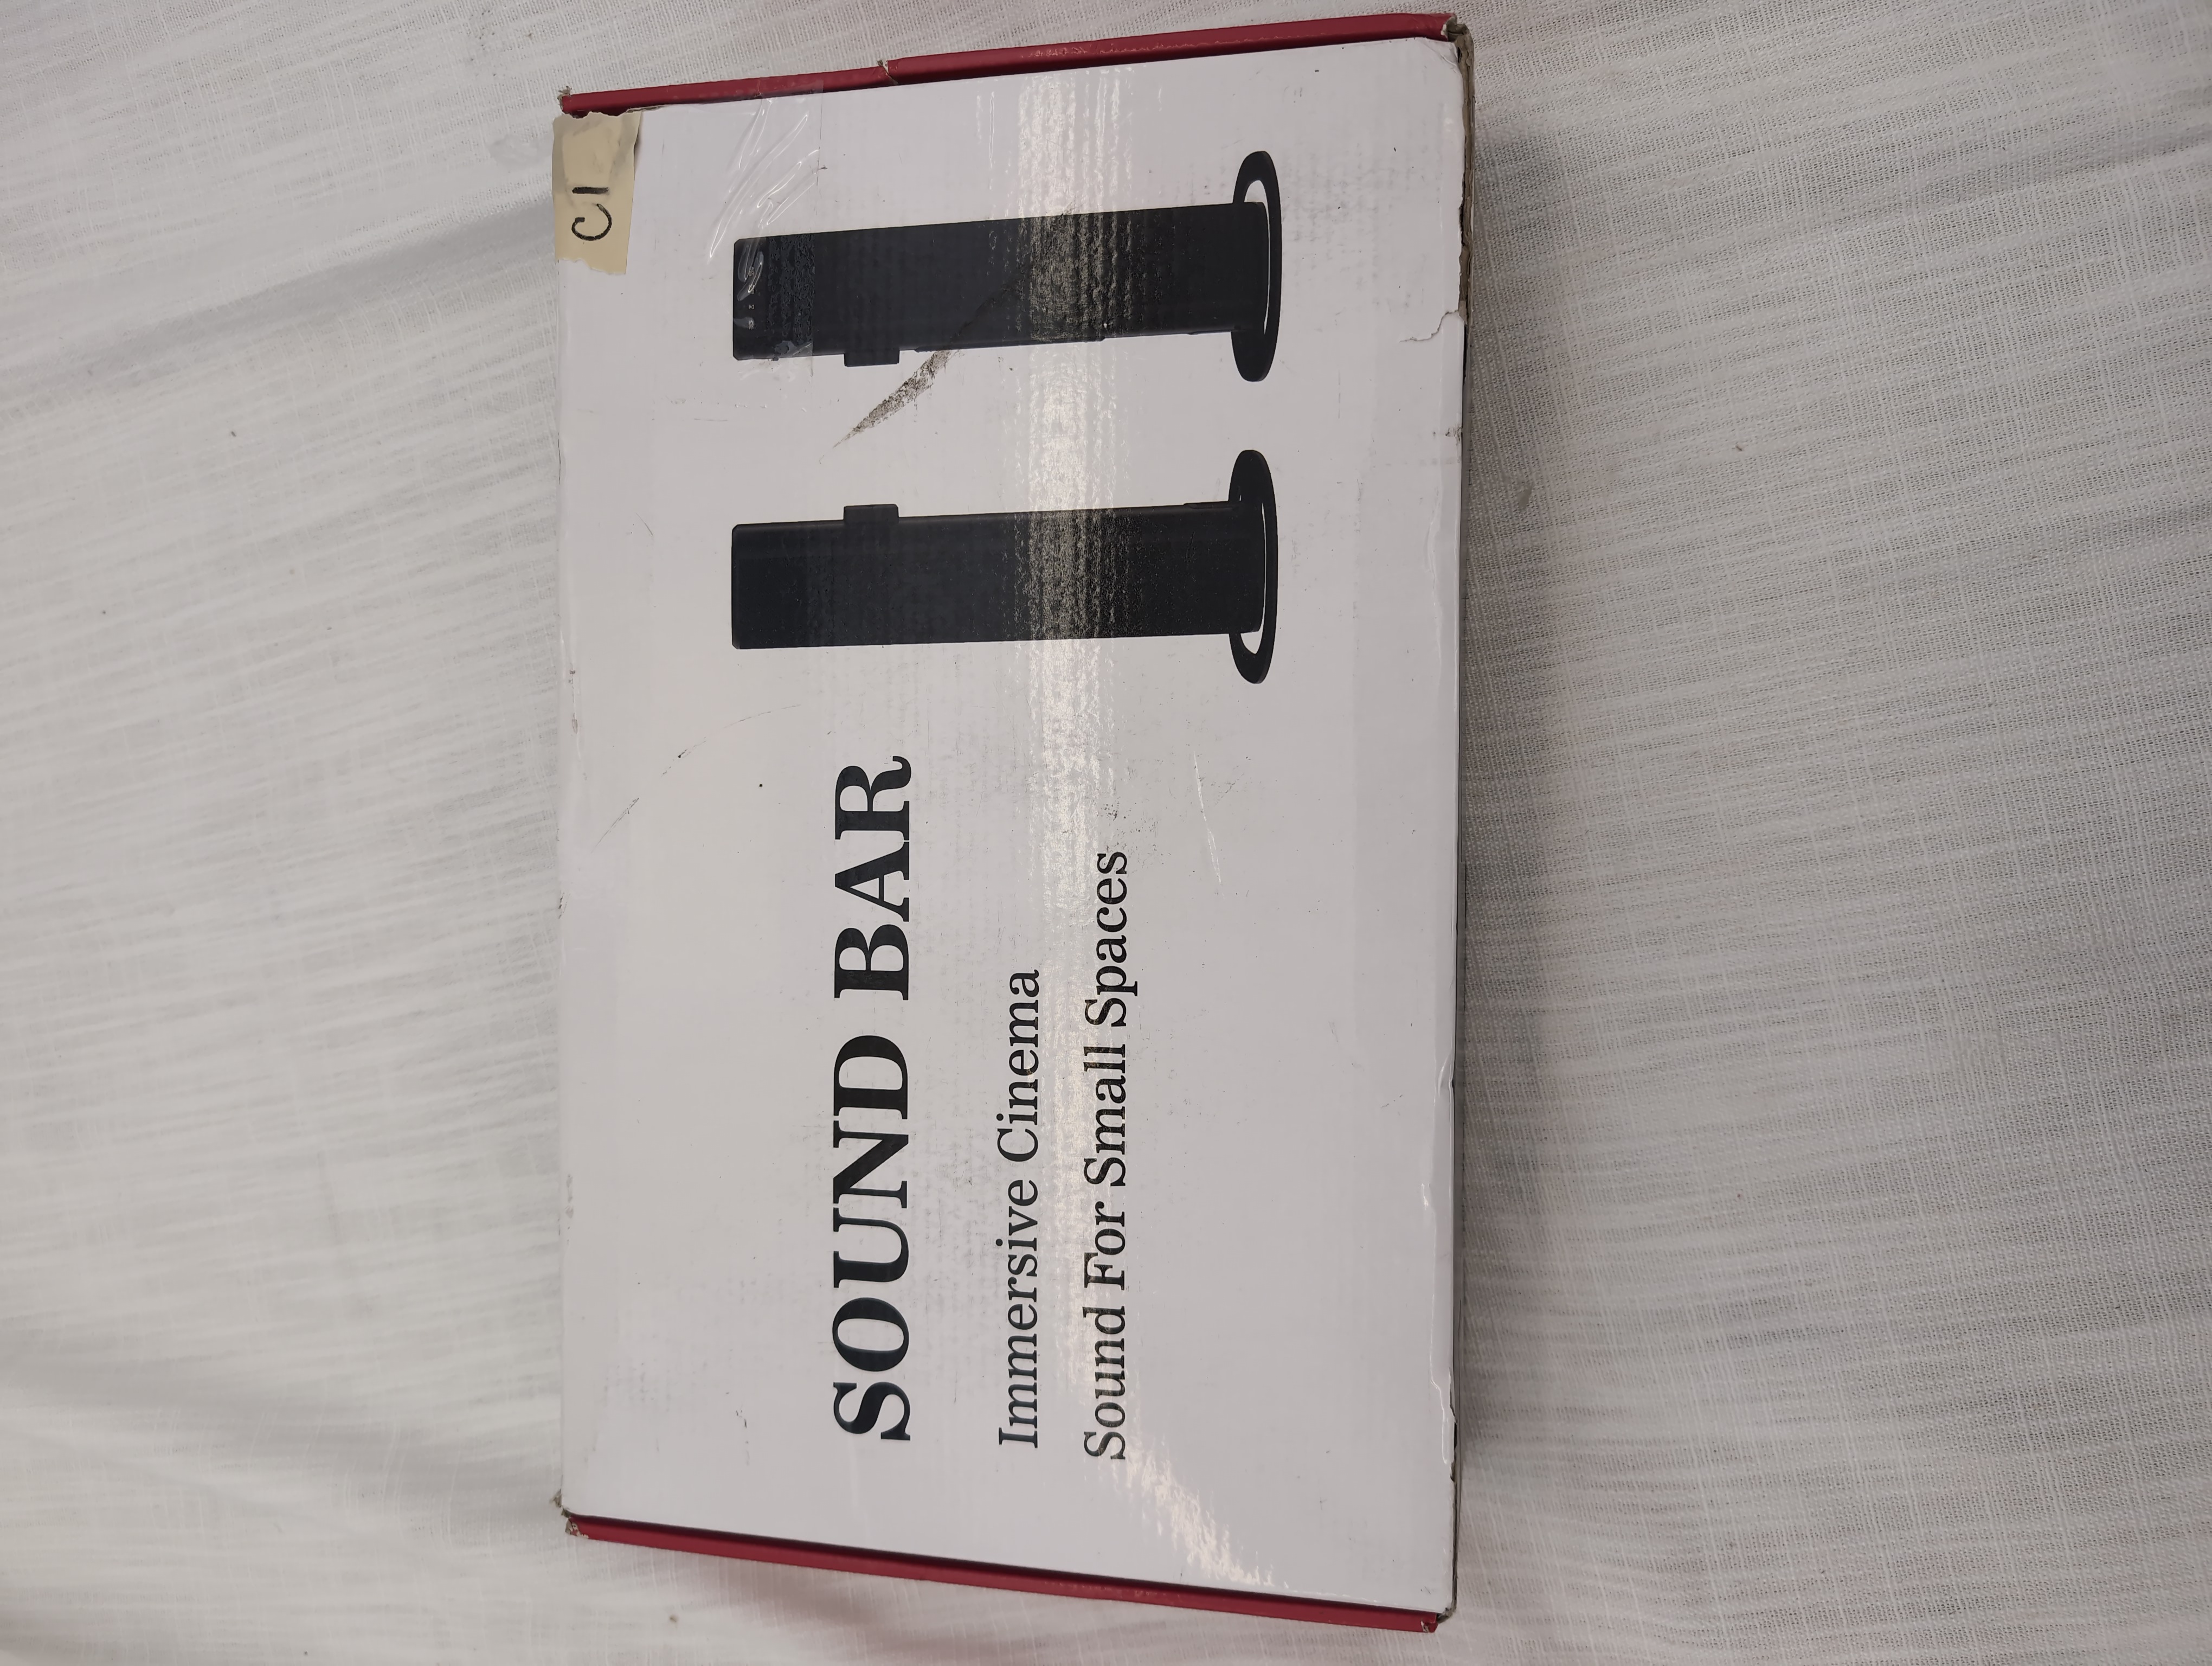 C1
SOUND BAR
Immersive Cinema
Sound For Small Spaces